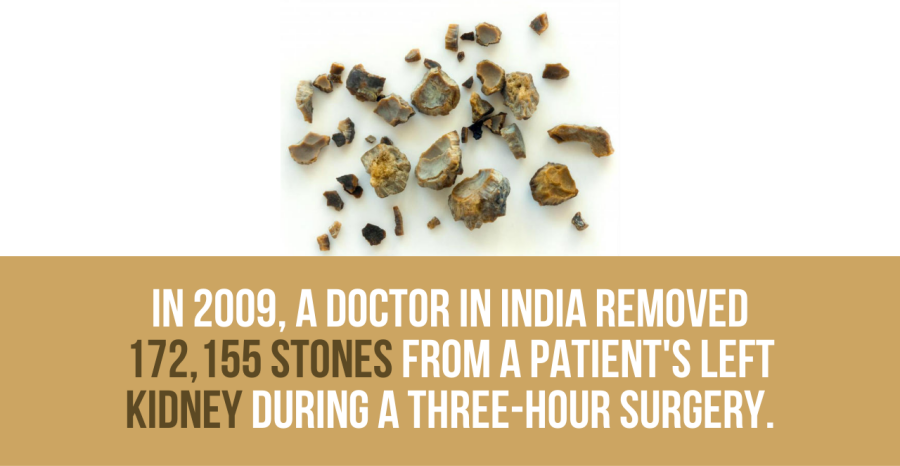 IN 2009, A DOCTOR IN INDIA REMOVED
172,155 STONES FROM A PATIENT'S LEFT
KIDNEY DURING A THREE-HOUR SURGERY.